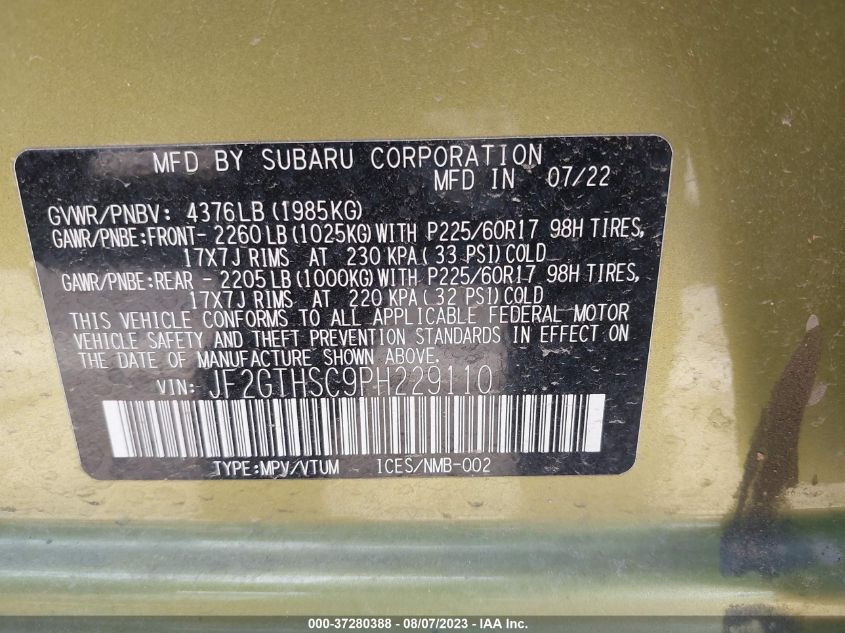 MFD BY SUBARU CORPORATION
MFD IN 07/22
GVWR/PNBV: 4376LB (1985KG)
GAWR/PNBE:FRONT- 2260LB (1025KG) WITH P225/60R17 98H TIRES,
17X7J RIMS AT 230 KPA ( 33 PSI) COLD
GAWR/PNBE:REAR - 2205LB (1000KG) WITH P225/60R17 98H TIRES,
17X7J RIMS AT 220 KPA ( 32 PSI) COLD
THIS VEHICLE CONFORMS TO ALL APPLICABLE FEDERAL MOTOR
VEHICLE SAFETY AND THEFT PREVENTION STANDARDS IN EFFECT ON
THE DATE OF MANUFACTURE SHOWN ABOVE.
VIN: JF2GTHSC9PH229110
TYPE:MPV/VTUM ICES/NMB-002
000-37280388 - 08/07/2023 - IAA Inc.